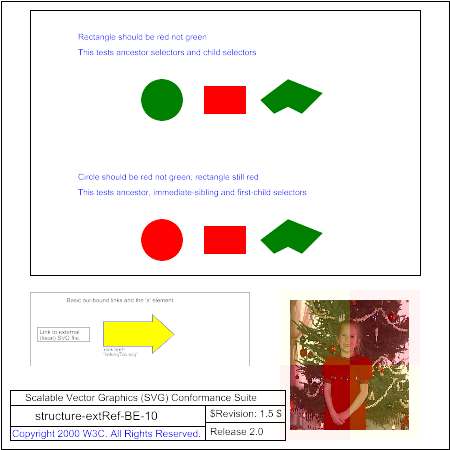 Rectangle should be red not green
This tests ancestor selectors and child selectors
Circle should be red not green, rectangle still red
This tests ancestor, immediate-sibling and first-child selectors
Basic out-bound links and the 'a' element
Link to external
(local) SVG file.
Scalable Vector Graphics (SVG) Conformance Suite
structure-extRef-BE-10
$Revision: 1.5 $
Copyright 2000 W3C. All Rights Reserved.
Release 2.0